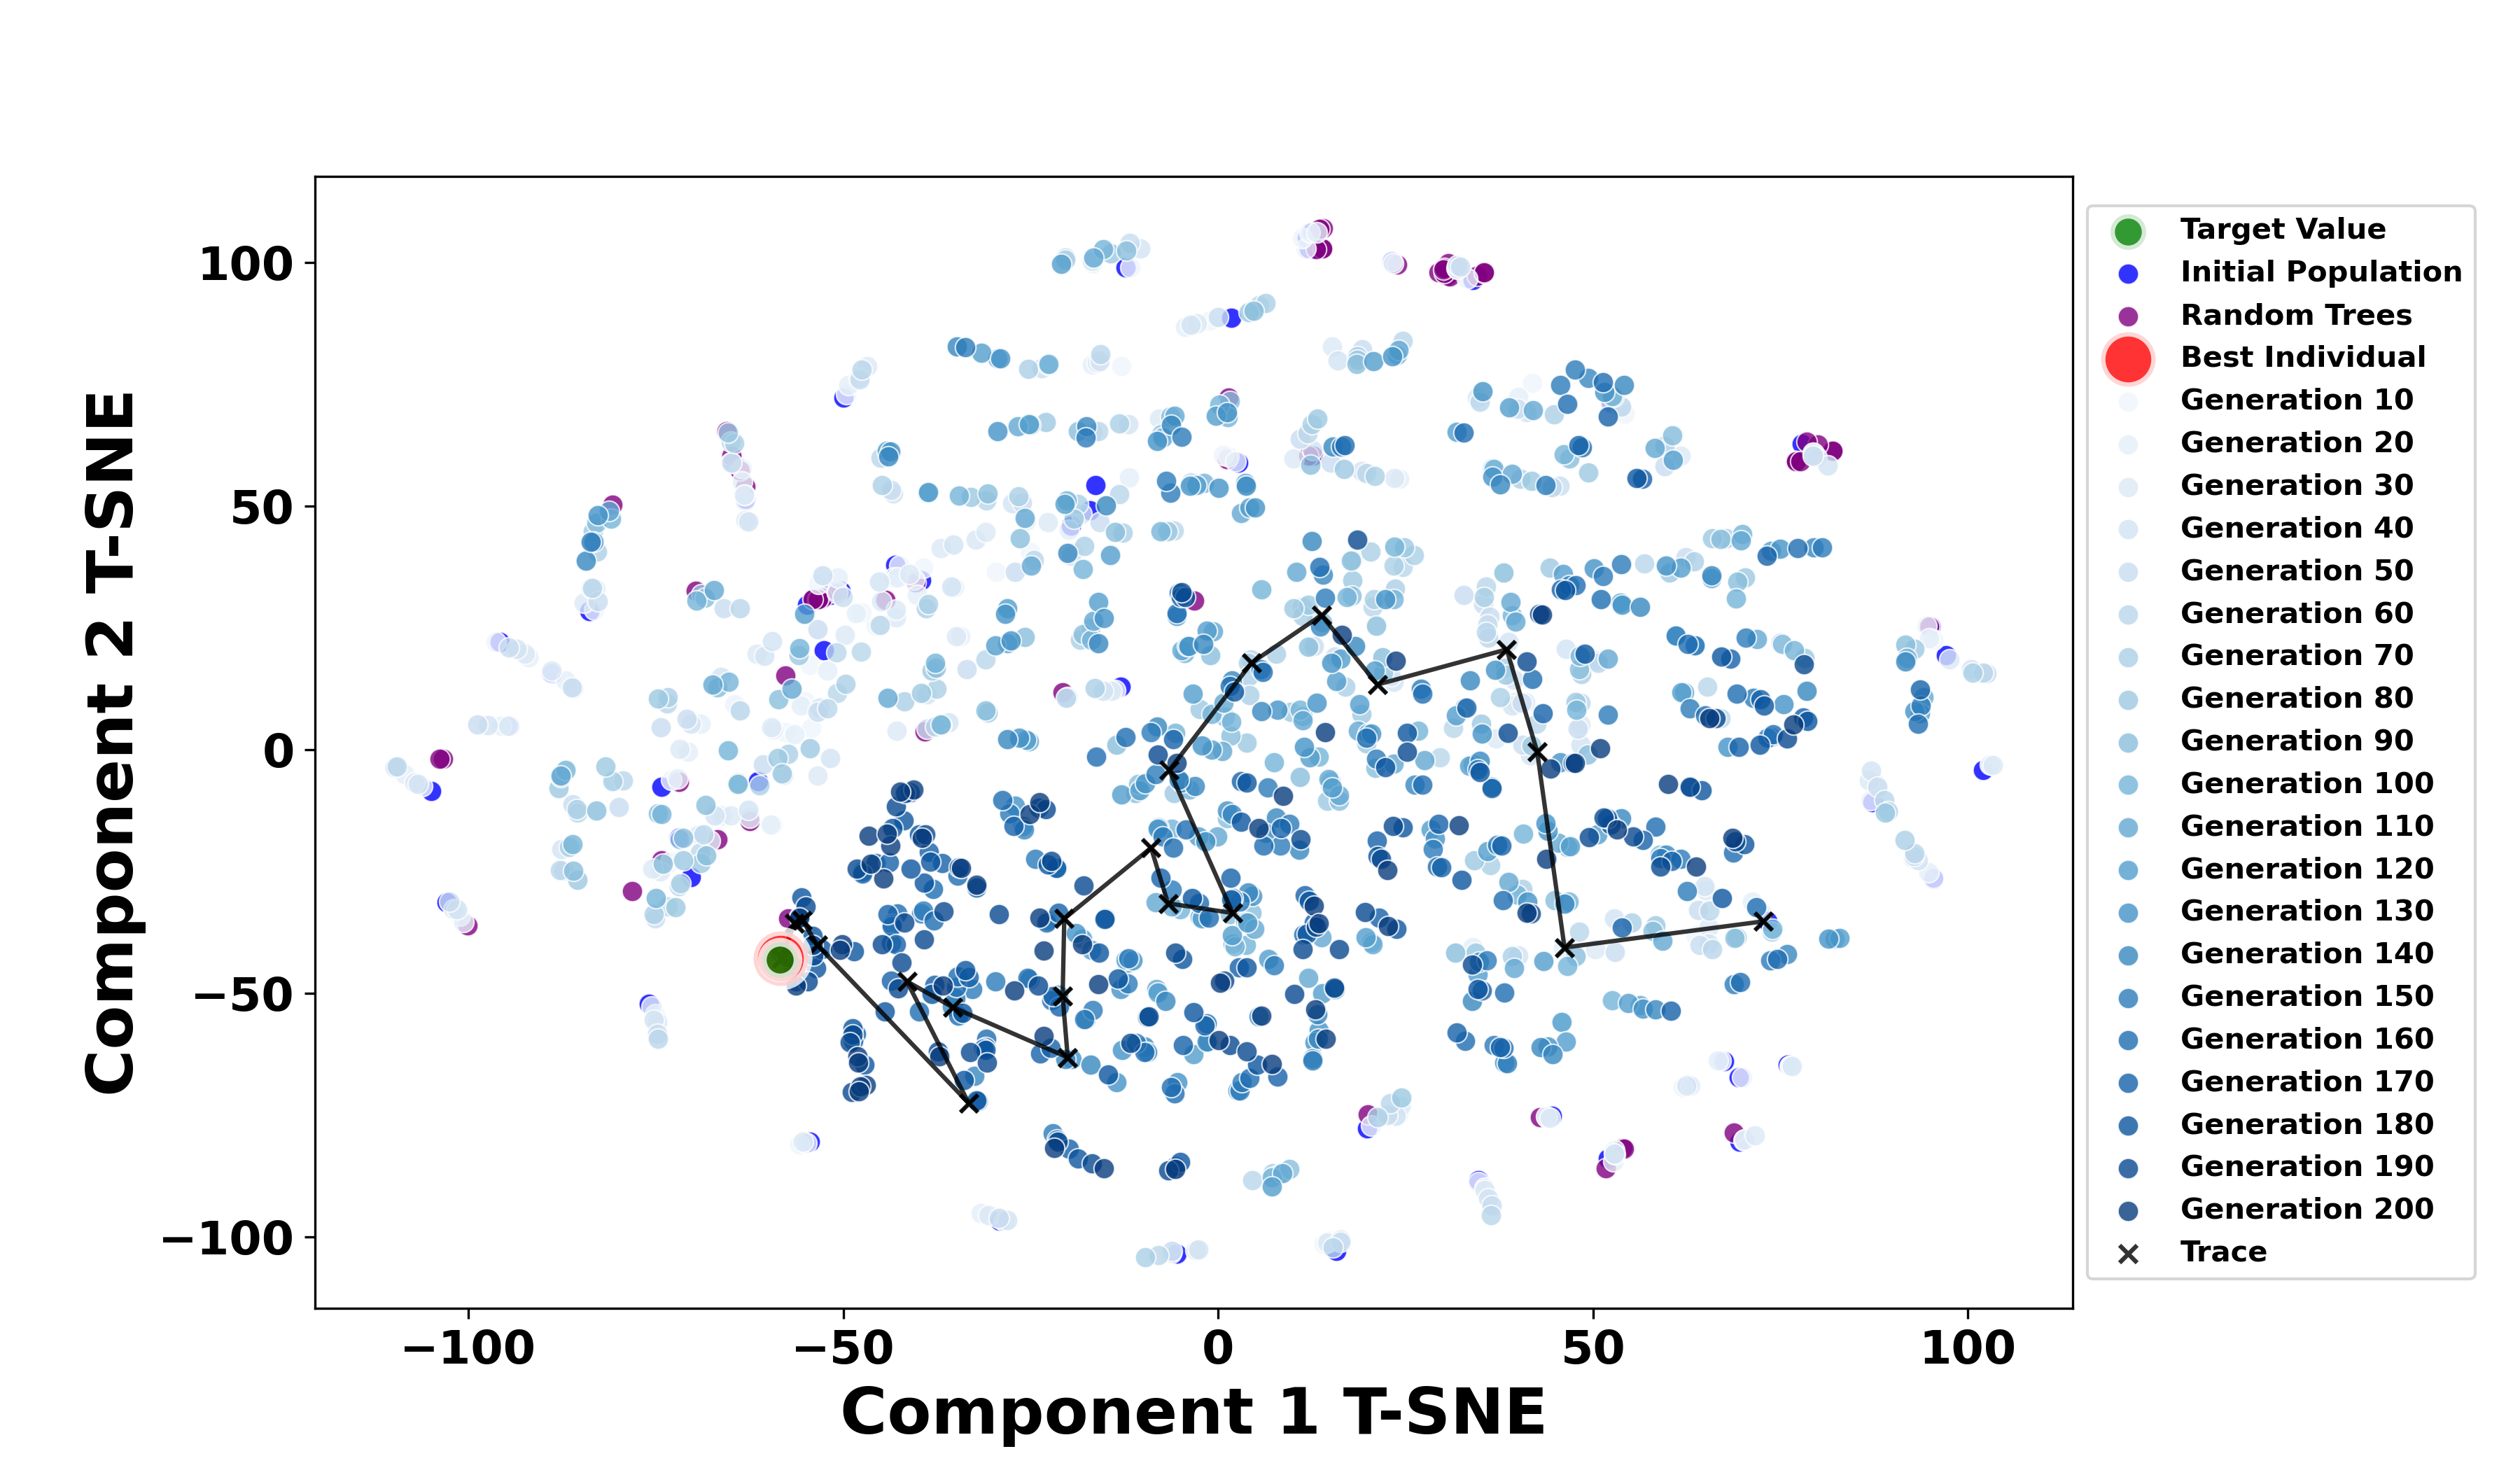 Component 2 T-SNE
100
50
0
−50
−100
−100
−50
0
50
100
Component 1 T-SNE
Target Value
Initial Population
Random Trees
Best Individual
Generation 10
Generation 20
Generation 30
Generation 40
Generation 50
Generation 60
Generation 70
Generation 80
Generation 90
Generation 100
Generation 110
Generation 120
Generation 130
Generation 140
Generation 150
Generation 160
Generation 170
Generation 180
Generation 190
Generation 200
Trace